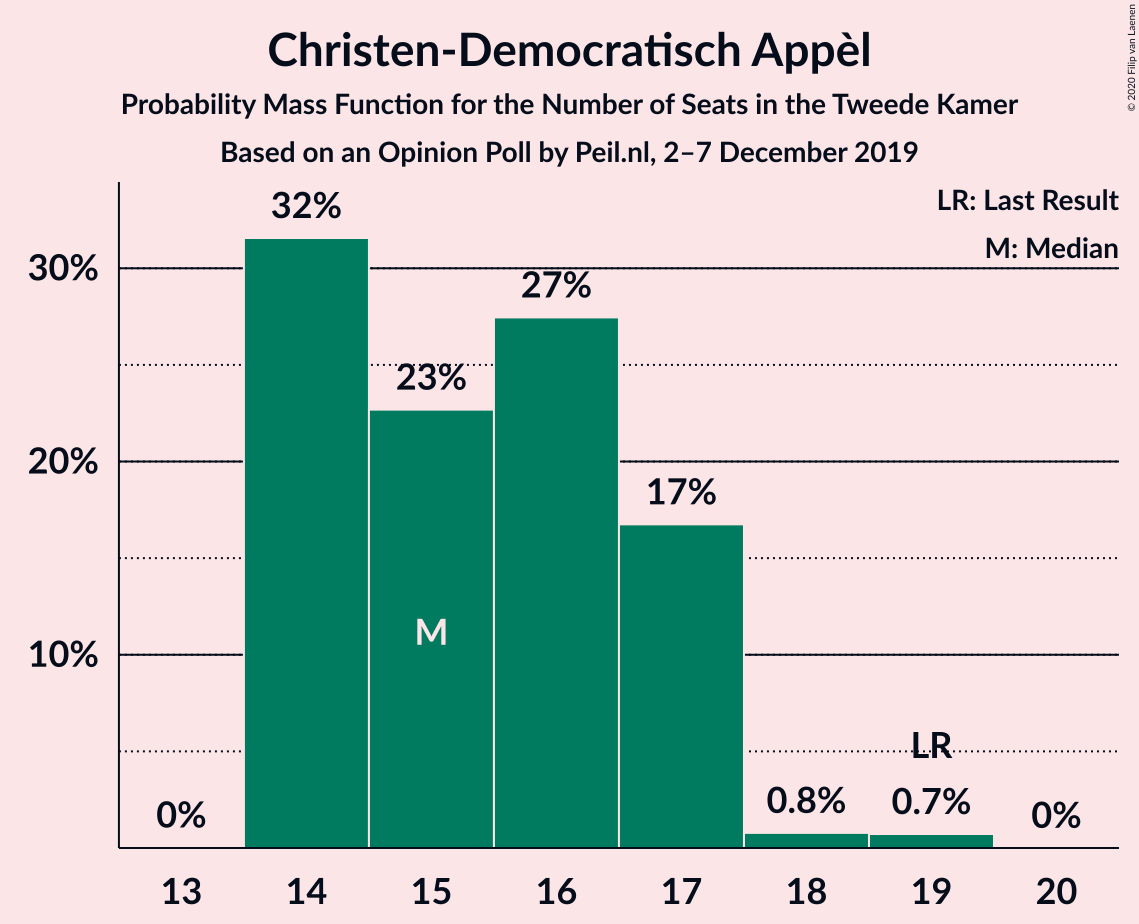 Christen-Democratisch Appèl
Probability Mass Function for the Number of Seats in the Tweede Kamer
Based on an Opinion Poll by Peil.nl, 2–7 December 2019
© 2020 Filip van Laenen
LR: Last Result
M: Median
32%
30%
27%
23%
20%
17%
M
10%
LR
0%
0.8%
0.7%
0%
13 14 15 16 17 18 19 20